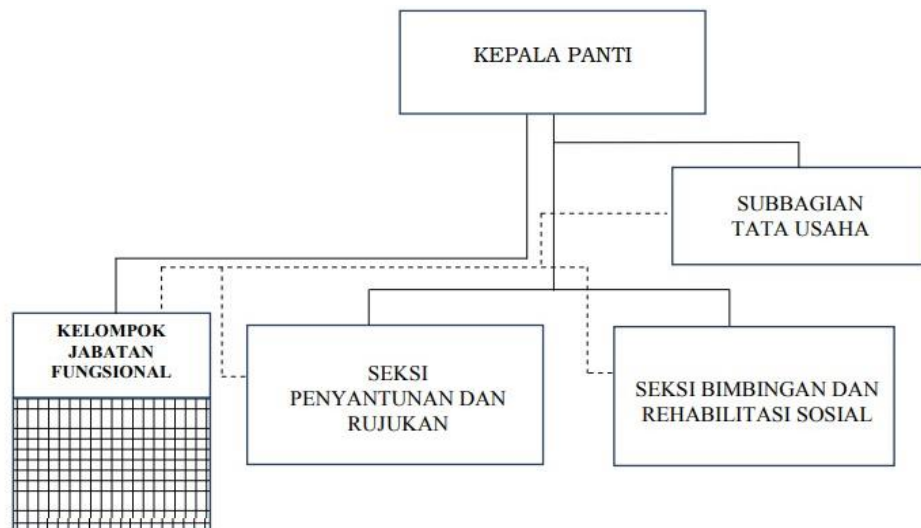 KEPALA PANTI
SUBBAGIAN
TATA USAHA
KELOMPOK
JABATAN
FUNGSIONAL
SEKSI
PENYANTUNAN DAN
RUJUKAN
SEKSI BIMBINGAN DAN
REHABILITASI SOSIAL